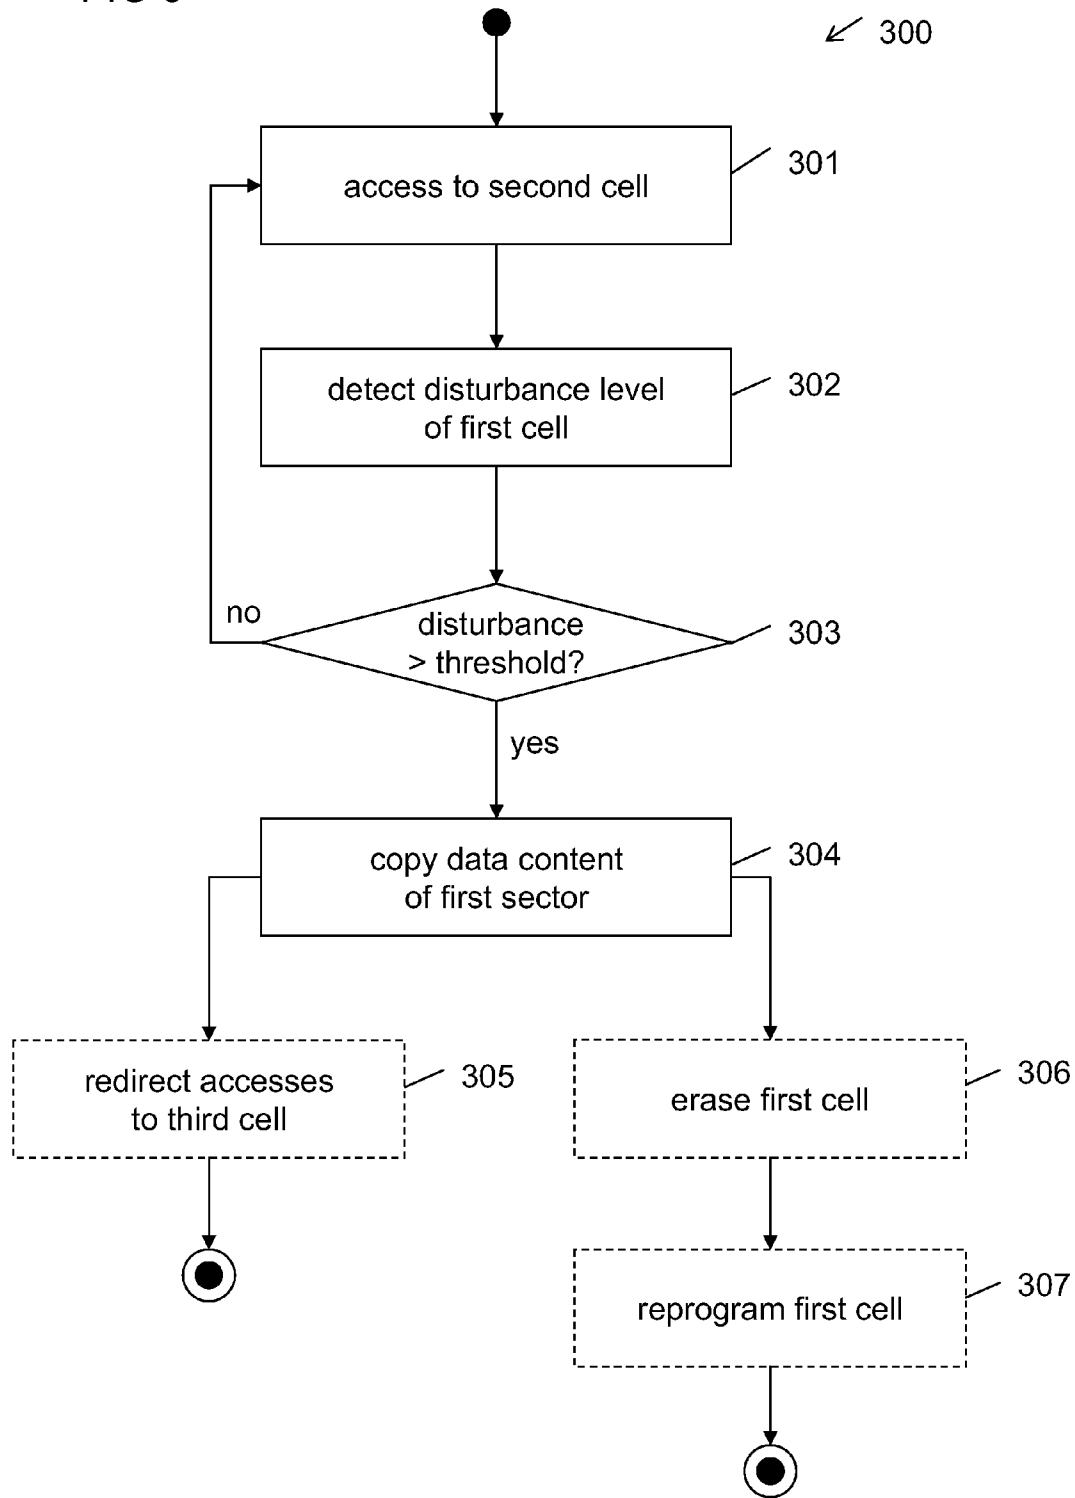 300
301
access to second cell
302
detect disturbance level
of first cell
no
disturbance
> threshold?
303
yes
304
copy data content
of first sector
redirect accesses
to third cell
305
306
erase first cell
307
reprogram first cell